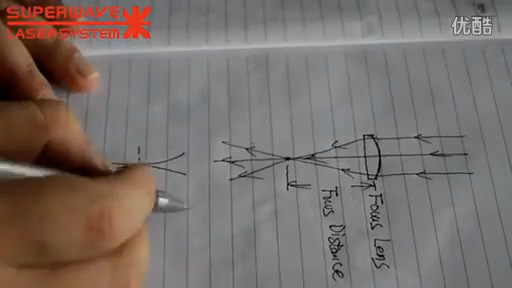 SUPERWAVE
LASER SYSTEM
优酷
Focus Lens
Focus Distance